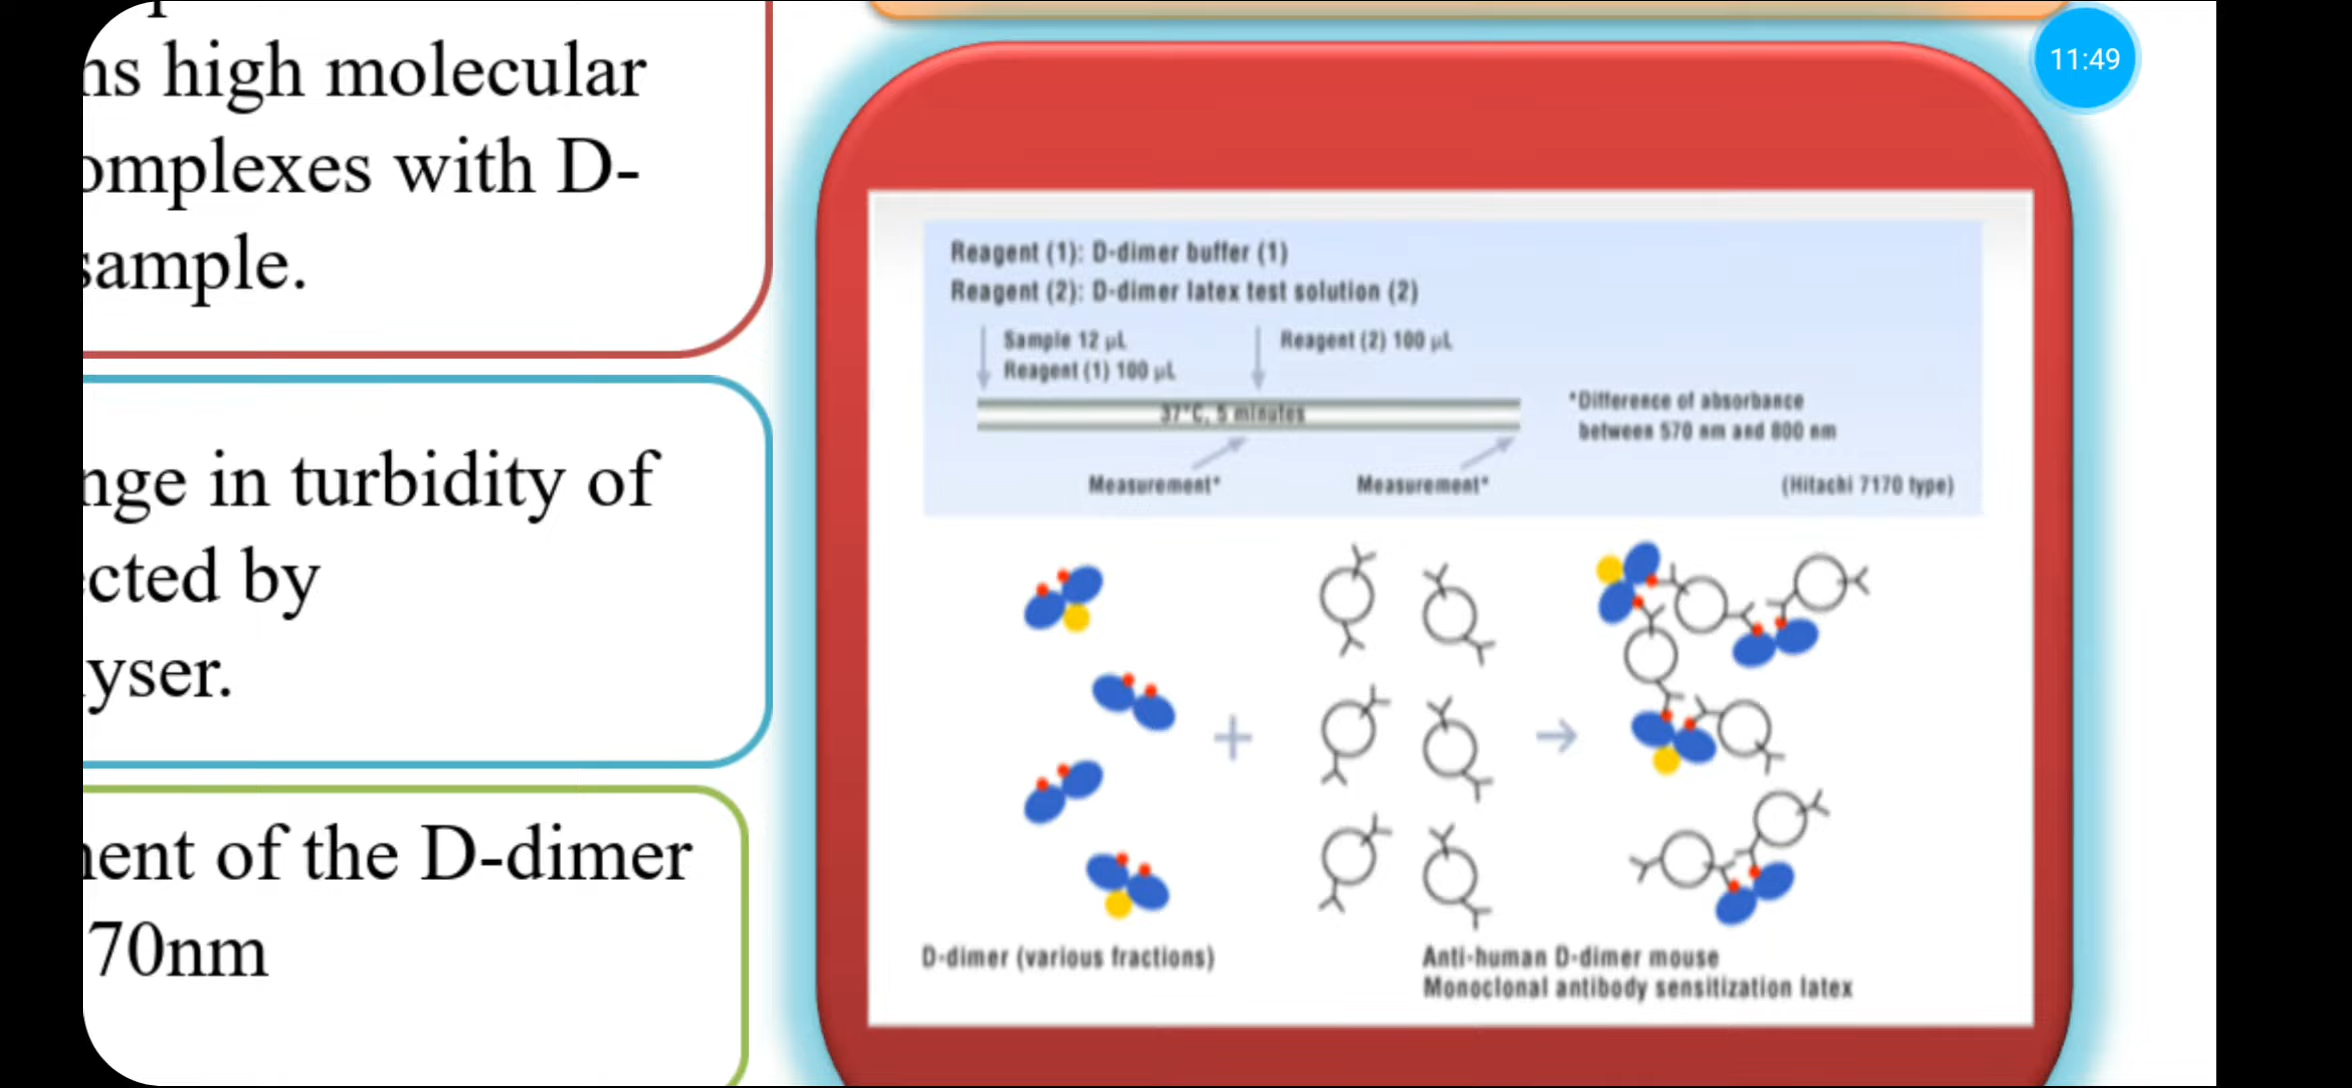 ns high molecular
omplexes with D-
sample.
nge in turbidity of
cted by
yser.
ent of the D-dimer
70nm
11:49
Reagent (1): D-dimer buffer (1)
Reagent (2): D-dimer latex test solution (2)
Sample 12 µL
Reagent (1) 100 µL
Reagent (2) 100 µL
37°C, 5 minutes
*Difference of absorbance
between 570 nm and 800 nm
Measurement*
Measurement*
(Hitachi 7170 type)
D-dimer (various fractions)
Anti-human D-dimer mouse
Monoclonal antibody sensitization latex